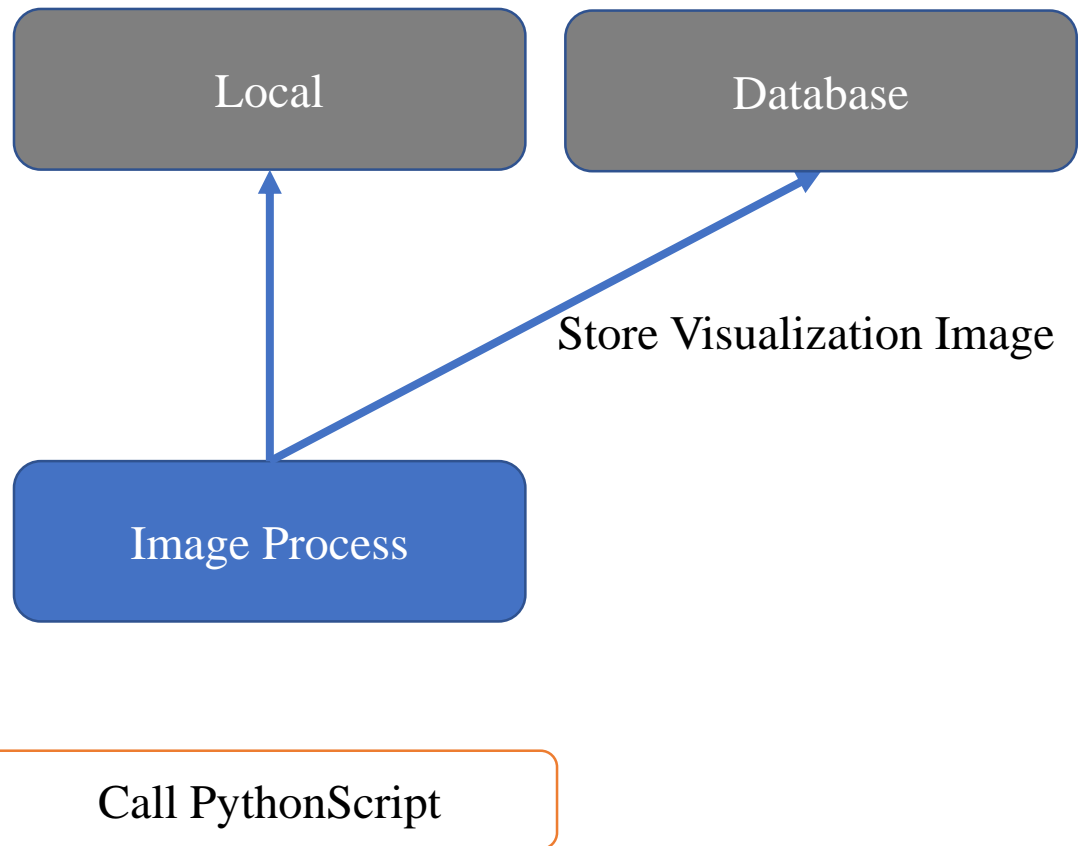 Local
Database
Store Visualization Image
Image Process
Call PythonScript